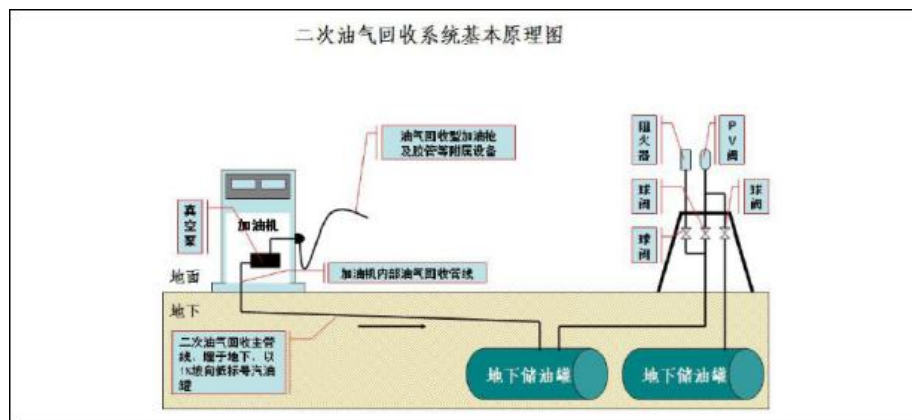 二次油气回收系统基本原理图
油气回收型加油枪
及胶管等附属设备
阻火器
PV阀
真空泵
加油机
球阀
球阀
球阀
加油机内部油气回收管线
地面
地下
二次油气回收主管
线，埋于地下，以
1%坡向低标号汽油
罐
地下储油罐
地下储油罐